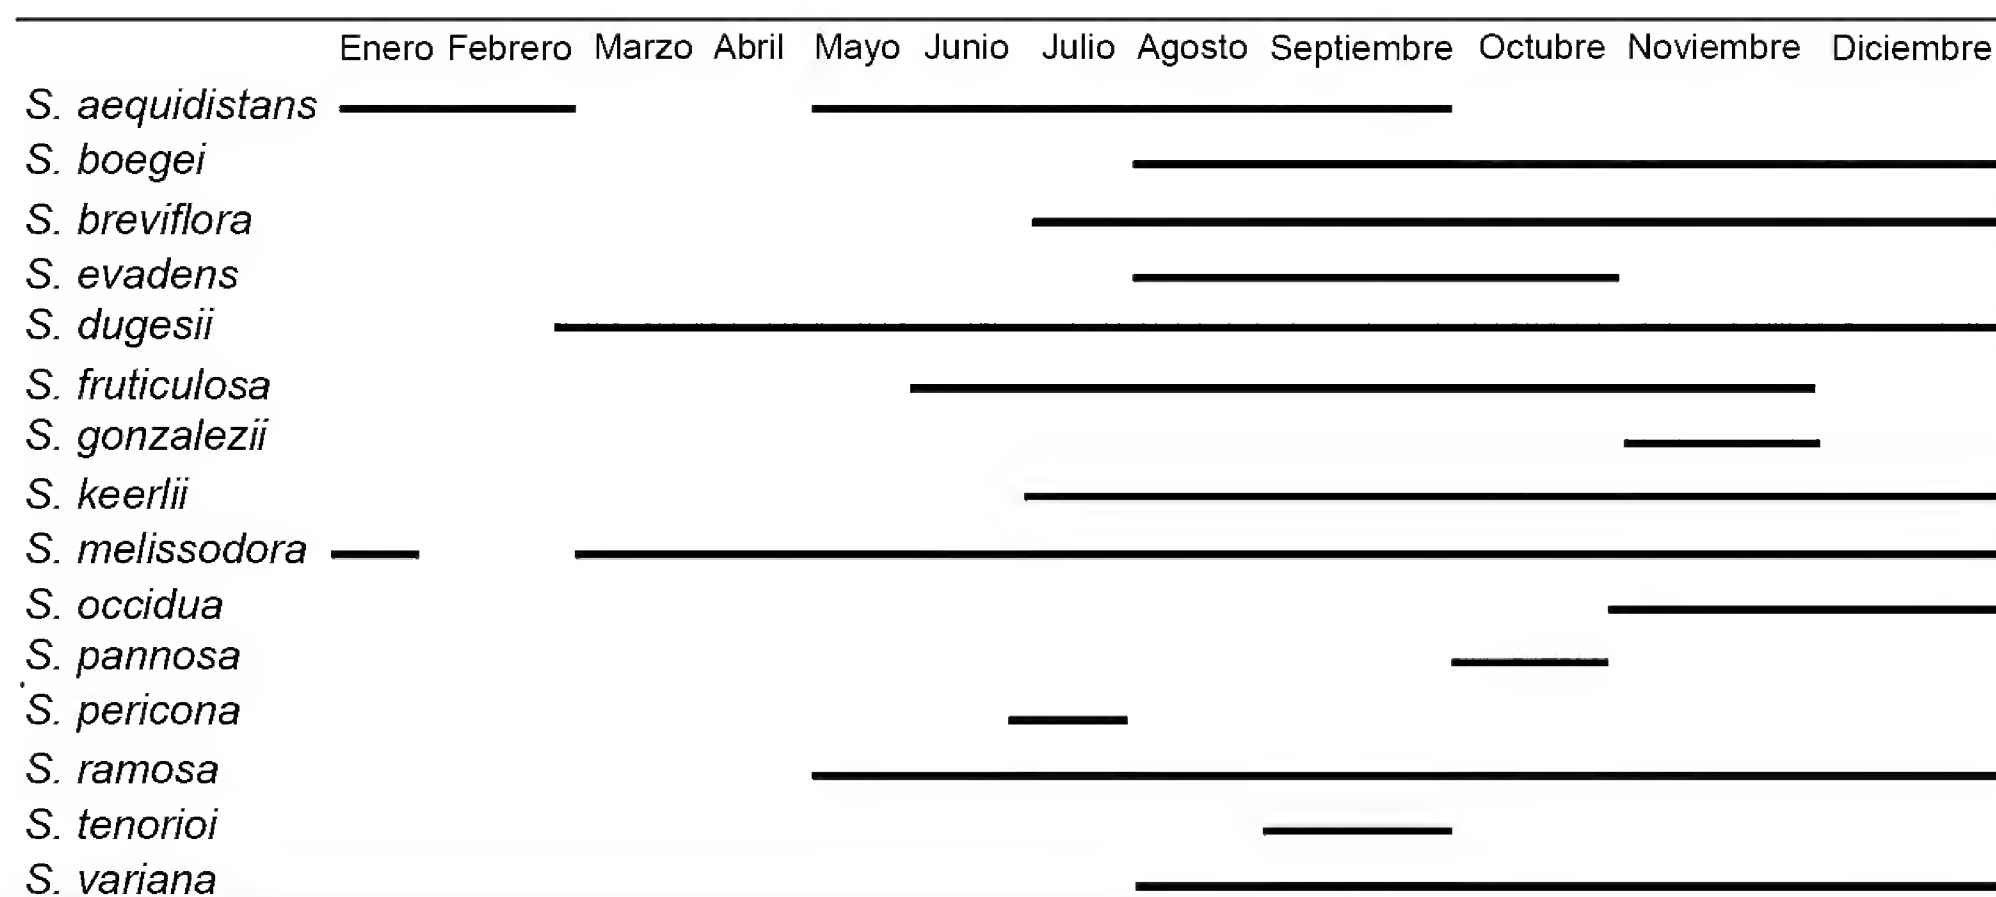 Enero Febrero Marzo Abril Mayo Junio Julio Agosto Septiembre Octubre Noviembre Diciembre
S. aequidistans
S. boegei
S. breviflora
S. evadens
S. dugesii
S. fruticulosa
S. gonzalezii
S. keerlii
S. melissodora
S. occidua
S. pannosa
S. pericona
S. ramosa
S. tenorioi
S. variana